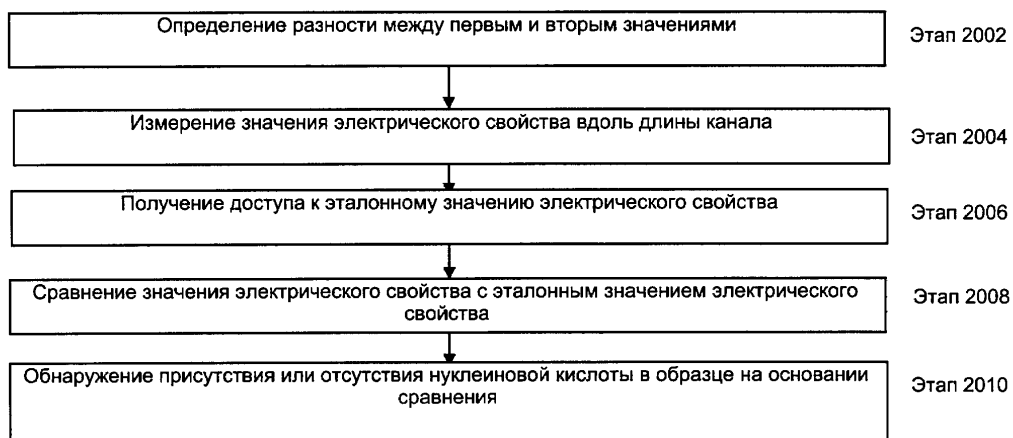 Определение разности между первым и вторым значениями
Этап 2002
Измерение значения электрического свойства вдоль длины канала
Этап 2004
Получение доступа к эталонному значению электрического свойства
Этап 2006
Сравнение значения электрического свойства с эталонным значением электрического
свойства
Этап 2008
Обнаружение присутствия или отсутствия нуклеиновой кислоты в образце на основании
сравнения
Этап 2010